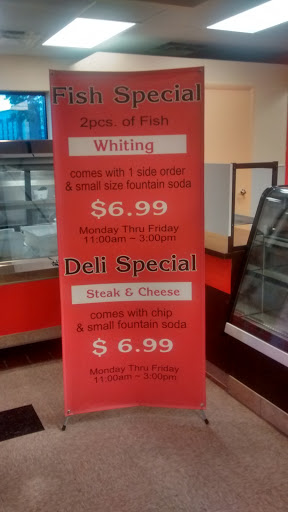 Fish Special
2pcs. of Fish
Whiting
comes with 1 side order
& small size fountain soda
$6.99
Monday Thru Friday
11:00am ~ 3:00pm
Deli Special
Steak & Cheese
comes with chip
& small fountain soda
$ 6.99
Monday Thru Friday
11:00am ~ 3:00pm